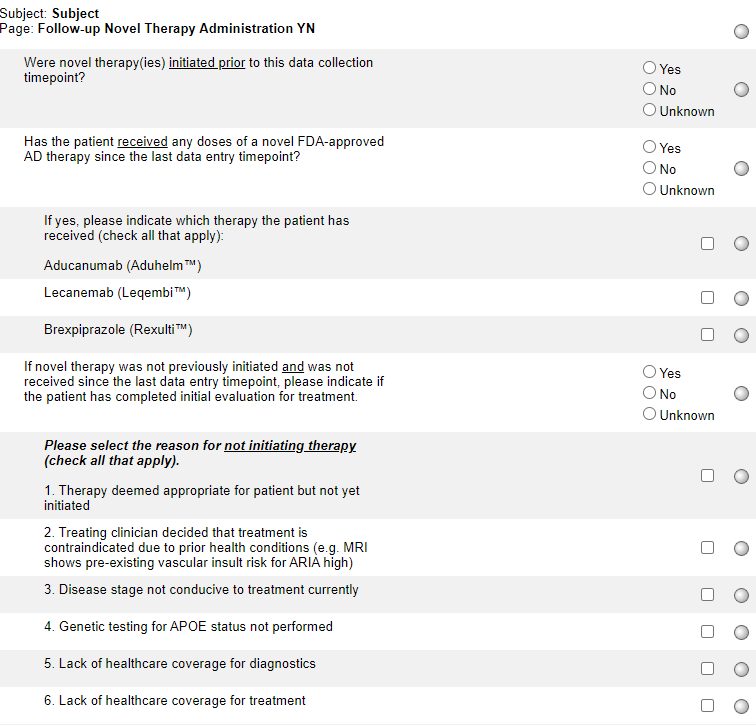 Subject: Subject
Page: Follow-up Novel Therapy Administration YN
Were novel therapy(ies) initiated prior to this data collection
timepoint?
Yes
No
Unknown
Has the patient received any doses of a novel FDA-approved
AD therapy since the last data entry timepoint?
Yes
No
Unknown
If yes, please indicate which therapy the patient has
received (check all that apply):
Aducanumab (Aduhelm™)
Lecanemab (Leqembi™)
Brexpiprazole (Rexulti™)
If novel therapy was not previously initiated and was not
received since the last data entry timepoint, please indicate if
the patient has completed initial evaluation for treatment.
Yes
No
Unknown
Please select the reason for not initiating therapy
(check all that apply).
1. Therapy deemed appropriate for patient but not yet
initiated
2. Treating clinician decided that treatment is
contraindicated due to prior health conditions (e.g. MRI
shows pre-existing vascular insult risk for ARIA high)
3. Disease stage not conducive to treatment currently
4. Genetic testing for APOE status not performed
5. Lack of healthcare coverage for diagnostics
6. Lack of healthcare coverage for treatment